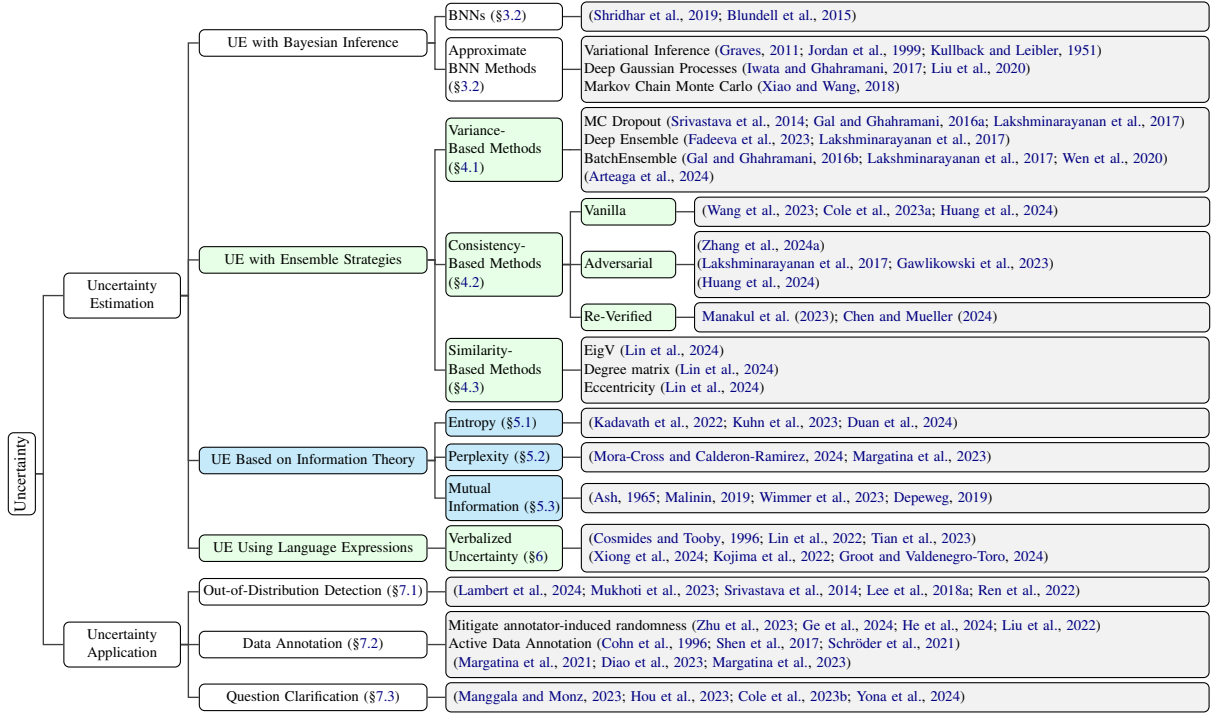 Uncertainty
Uncertainty
Estimation
UE with Bayesian Inference
BNNs (§3.2)
(Shridhar et al., 2019; Blundell et al., 2015)
Approximate
BNN Methods
(§3.2)
Variational Inference (Graves, 2011; Jordan et al., 1999; Kullback and Leibler, 1951)
Deep Gaussian Processes (Iwata and Ghahramani, 2017; Liu et al., 2020)
Markov Chain Monte Carlo (Xiao and Wang, 2018)
UE with Ensemble Strategies
Variance-
Based Methods
(§4.1)
MC Dropout (Srivastava et al., 2014; Gal and Ghahramani, 2016a; Lakshminarayanan et al., 2017)
Deep Ensemble (Fadeeva et al., 2023; Lakshminarayanan et al., 2017)
BatchEnsemble (Gal and Ghahramani, 2016b; Lakshminarayanan et al., 2017; Wen et al., 2020)
(Arteaga et al., 2024)
Consistency-
Based Methods
(§4.2)
Vanilla
(Wang et al., 2023; Cole et al., 2023a; Huang et al., 2024)
Adversarial
(Zhang et al., 2024a)
(Lakshminarayanan et al., 2017; Gawlikowski et al., 2023)
(Huang et al., 2024)
Re-Verified
Manakul et al. (2023); Chen and Mueller (2024)
Similarity-
Based Methods
(§4.3)
EigV (Lin et al., 2024)
Degree matrix (Lin et al., 2024)
Eccentricity (Lin et al., 2024)
UE Based on Information Theory
Entropy (§5.1)
(Kadavath et al., 2022; Kuhn et al., 2023; Duan et al., 2024)
Perplexity (§5.2)
(Mora-Cross and Calderon-Ramirez, 2024; Margatina et al., 2023)
Mutual
Information (§5.3)
(Ash, 1965; Malinin, 2019; Wimmer et al., 2023; Depeweg, 2019)
UE Using Language Expressions
Verbalized
Uncertainty (§6)
(Cosmides and Tooby, 1996; Lin et al., 2022; Tian et al., 2023)
(Xiong et al., 2024; Kojima et al., 2022; Groot and Valdenegro-Toro, 2024)
Uncertainty
Application
Out-of-Distribution Detection (§7.1)
(Lambert et al., 2024; Mukhoti et al., 2023; Srivastava et al., 2014; Lee et al., 2018a; Ren et al., 2022)
Data Annotation (§7.2)
Mitigate annotator-induced randomness (Zhu et al., 2023; Ge et al., 2024; He et al., 2024; Liu et al., 2022)
Active Data Annotation (Cohn et al., 1996; Shen et al., 2017; Schröder et al., 2021)
(Margatina et al., 2021; Diao et al., 2023; Margatina et al., 2023)
Question Clarification (§7.3)
(Manggala and Monz, 2023; Hou et al., 2023; Cole et al., 2023b; Yona et al., 2024)